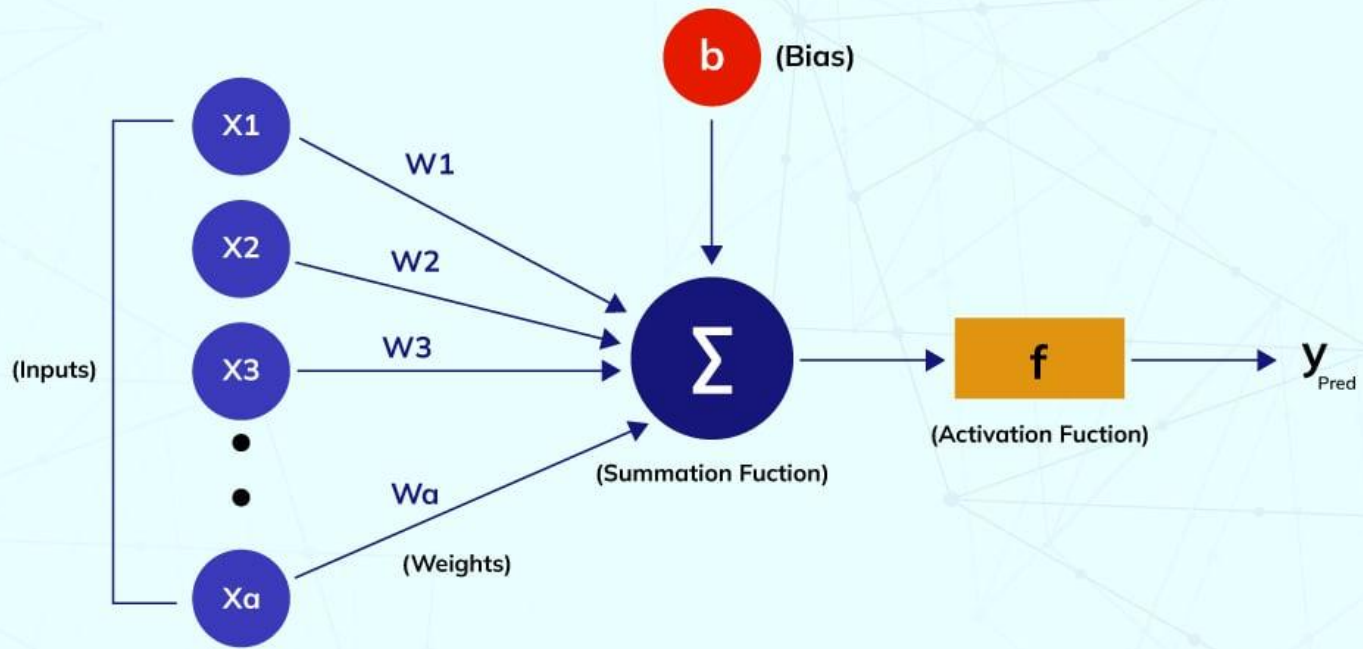 b (Bias)
X1
W1
X2
W2
(Inputs)
X3
W3
Σ
f
y
Pred
(Activation Fuction)
(Summation Fuction)
Wa
(Weights)
Xa